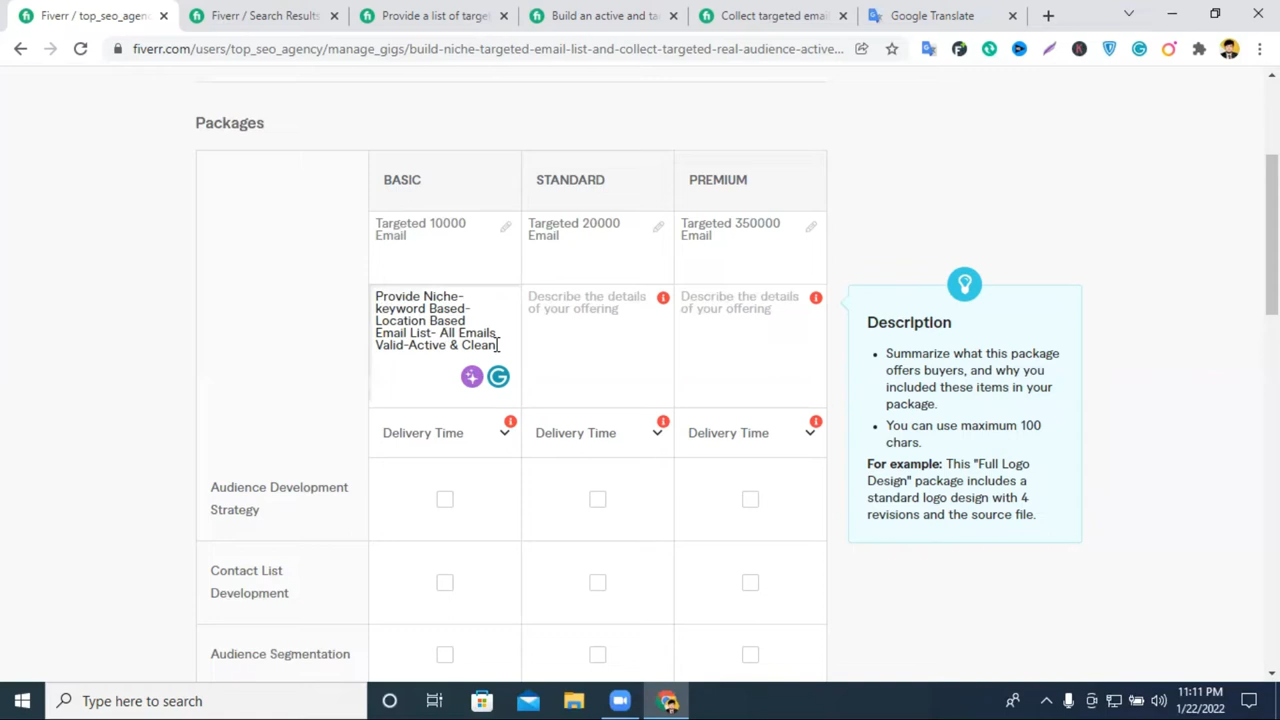 Fiverr / top_seo_agen
Fiverr / Search Results
Provide a list of targe
Build an active and ta
Collect targeted emai
Google Translate
fiverr.com/users/top_seo_agency/manage_gigs/build-niche-targeted-email-list-and-collect-targeted-real-audience-active...
Packages
BASIC
STANDARD
PREMIUM
Targeted 10000
Email
Targeted 20000
Email
Targeted 350000
Email
Provide Niche-
keyword Based-
Location Based
Email List- All Emails
Valid-Active & Clean
Describe the details
of your offering
Describe the details
of your offering
Description
Summarize what this package
offers buyers, and why you
included these items in your
package.
You can use maximum 100
chars.
For example: This "Full Logo
Design" package includes a
standard logo design with 4
revisions and the source file.
Delivery Time
Delivery Time
Delivery Time
Audience Development
Strategy
Contact List
Development
Audience Segmentation
Type here to search
11:11 PM
1/22/2022